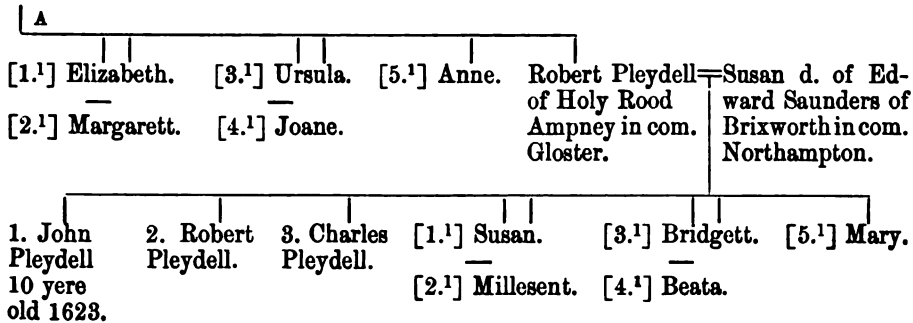 A
[1.¹] Elizabeth. [3.¹] Ursula. [5.¹] Anne. Robert Pleydell Susan d. of Ed-
of Holy Rood ward Saunders of
[2.¹] Margarett. [4.¹] Joane. Ampney in com. Brixworth in com.
Gloster. Northampton.
1. John 2. Robert 3. Charles [1.¹] Susan. [3.¹] Bridgett. [5.¹] Mary.
Pleydell Pleydell. Pleydell.
10 yere [2.¹] Millesent. [4.¹] Beata.
old 1623.